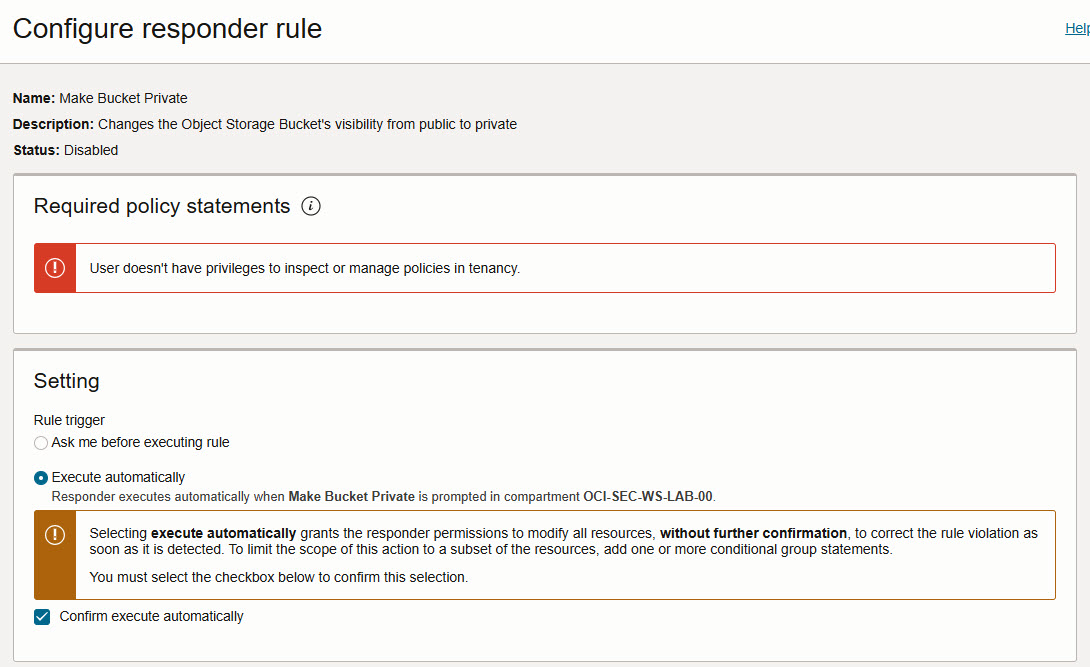 Configure responder rule
Help
Name: Make Bucket Private
Description: Changes the Object Storage Bucket's visibility from public to private
Status: Disabled
Required policy statements
User doesn't have privileges to inspect or manage policies in tenancy.
Setting
Rule trigger
Ask me before executing rule
Execute automatically
Responder executes automatically when Make Bucket Private is prompted in compartment OCI-SEC-WS-LAB-00.
Selecting execute automatically grants the responder permissions to modify all resources, without further confirmation, to correct the rule violation as
soon as it is detected. To limit the scope of this action to a subset of the resources, add one or more conditional group statements.
You must select the checkbox below to confirm this selection.
Confirm execute automatically